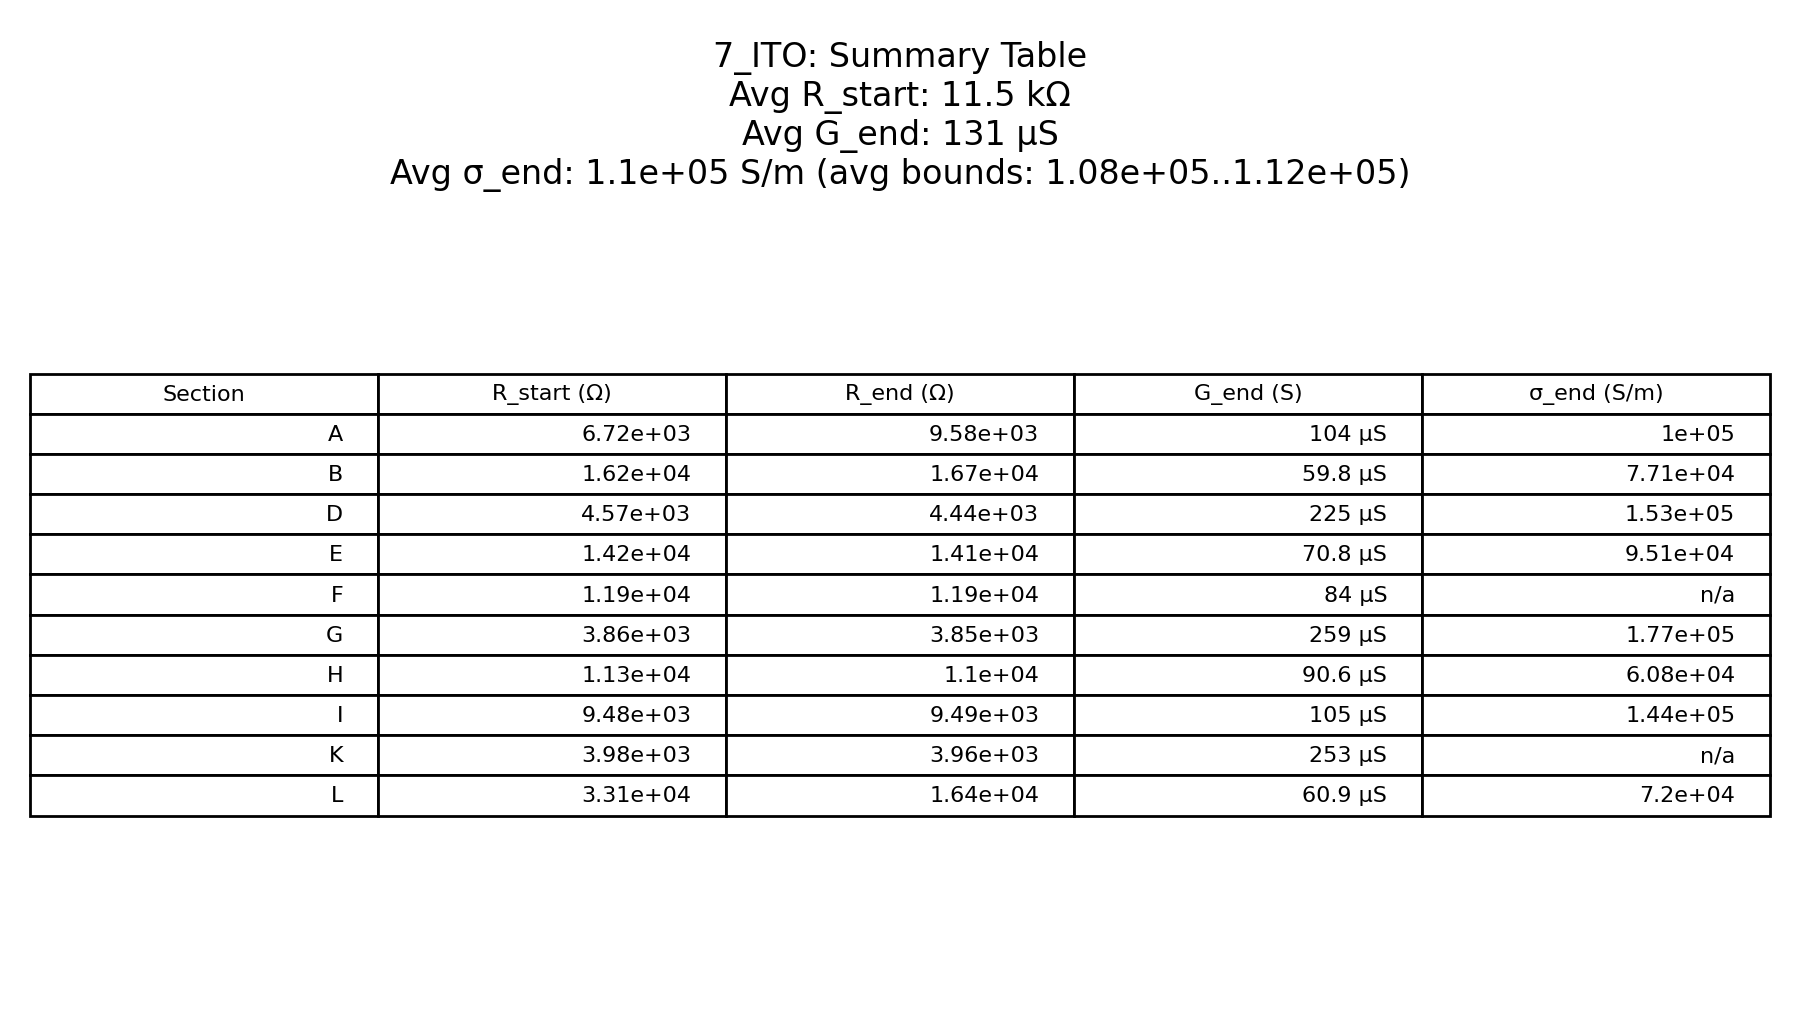 7_ITO: Summary Table
Avg R_start: 11.5 kΩ
Avg G_end: 131 µS
Avg σ_end: 1.1e+05 S/m (avg bounds: 1.08e+05..1.12e+05)
Section R_start (Ω) R_end (Ω) G_end (S) σ_end (S/m)
A 6.72e+03 9.58e+03 104 µS 1e+05
B 1.62e+04 1.67e+04 59.8 µS 7.71e+04
D 4.57e+03 4.44e+03 225 µS 1.53e+05
E 1.42e+04 1.41e+04 70.8 µS 9.51e+04
F 1.19e+04 1.19e+04 84 µS n/a
G 3.86e+03 3.85e+03 259 µS 1.77e+05
H 1.13e+04 1.1e+04 90.6 µS 6.08e+04
I 9.48e+03 9.49e+03 105 µS 1.44e+05
K 3.98e+03 3.96e+03 253 µS n/a
L 3.31e+04 1.64e+04 60.9 µS 7.2e+04